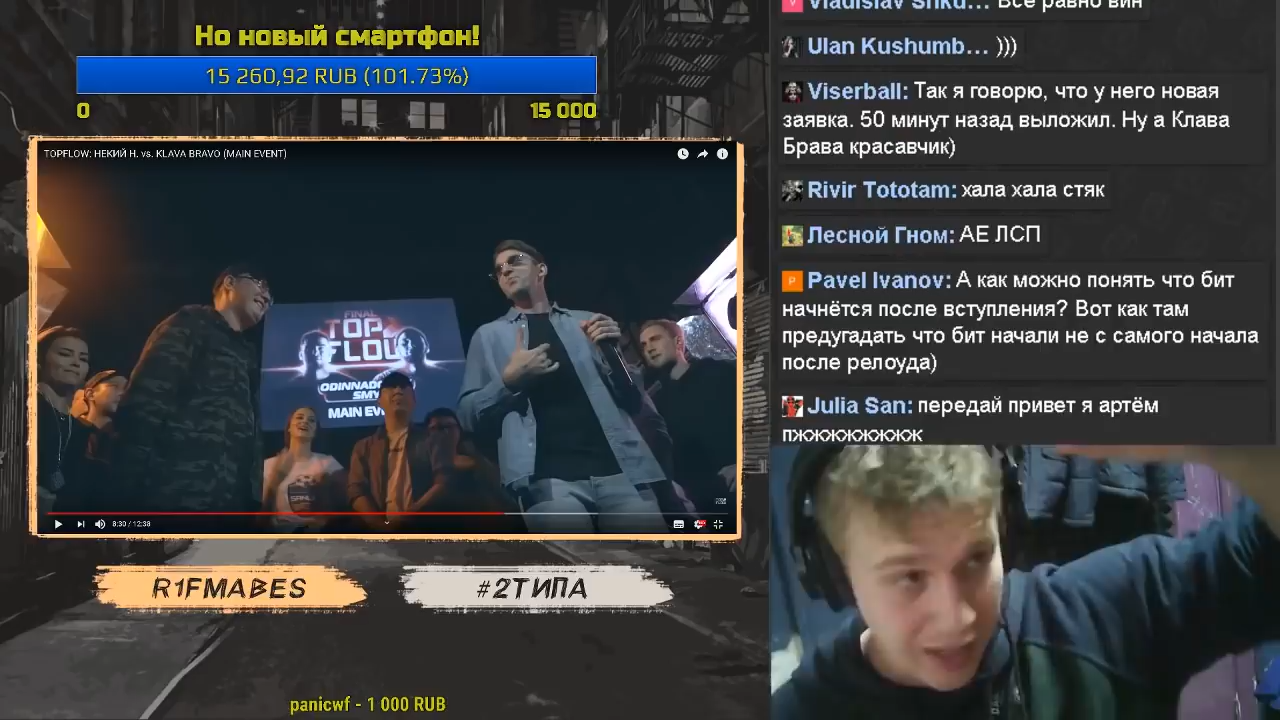 Но новый смартфон!
15 260,92 RUB (101.73%)
0
15 000
TOPFLOW: НЕКИЙ Н. vs. KLAVA BRAVO (MAIN EVENT)
FINAL
TOP
FLOW
MAIN
8:30 / 12:38
R1FMABES
#2ТИПА
panicwf - 1 000 RUB
Все равно вин
Ulan Kushumb… )))
Viserball: Так я говорю, что у него новая
заявка. 50 минут назад выложил. Ну а Клава
Брава красавчик)
Rivir Tototam: хала хала стяк
Лесной Гном: АЕ ЛСП
P
Pavel Ivanov: А как можно понять что бит
начнётся после вступления? Вот как там
предугадать что бит начали не с самого начала
после релоуда)
Julia San: передай привет я артём
пжжжжжжжж